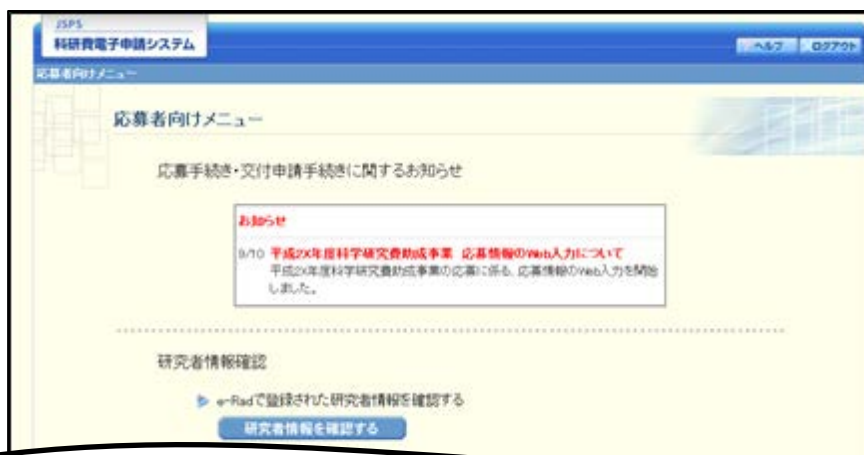 JSPS
科研費電子申請システム
ヘルプ ログアウト
応募者向けメニュー
応募者向けメニュー
応募手続き・交付申請手続きに関するお知らせ
お知らせ
9/10 平成2X年度科学研究費助成事業 応募情報のWeb入力について
平成2X年度科学研究費助成事業の応募に係る、応募情報のWeb入力を開始
しました。
研究者情報確認
e-Radで登録された研究者情報を確認する
研究者情報を確認する